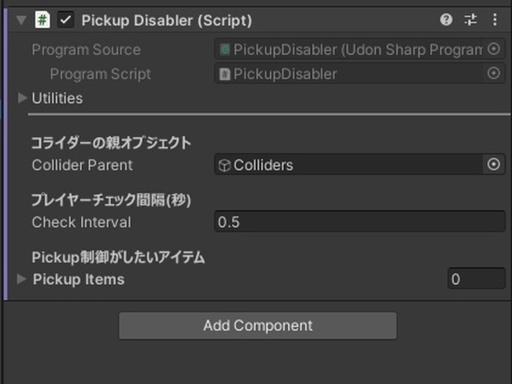 Pickup Disabler (Script)
Program Source
PickupDisabler (Udon Sharp Program
Program Script
PickupDisabler
Utilities
コライダーの親オブジェクト
Collider Parent
Colliders
プレイヤーチェック間隔(秒)
Check Interval
0.5
Pickup制御がしたいアイテム
Pickup Items
0
Add Component